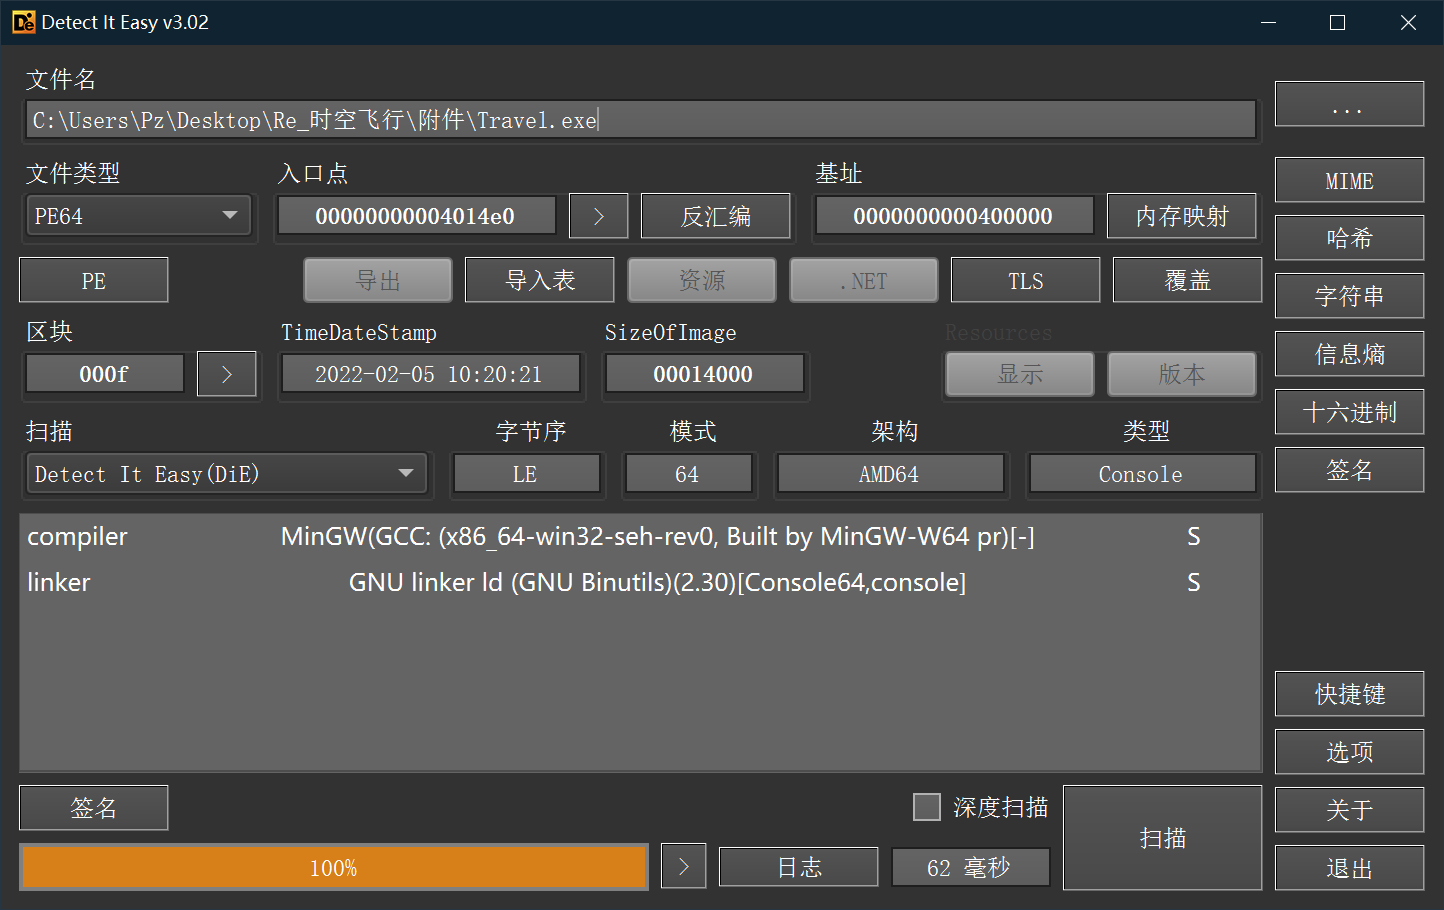 Detect It Easy v3.02
文件名
C:\Users\Pz\Desktop\Re_时空飞行\附件\Travel.exe
...
文件类型 入口点 基址
PE64 00000000004014e0 > 反汇编 0000000000400000 内存映射
MIME
哈希
PE 导出 导入表 资源 .NET TLS 覆盖
字符串
区块 TimeDateStamp SizeOfImage Resources
000f > 2022-02-05 10:20:21 00014000 显示 版本
信息熵
十六进制
扫描 字节序 模式 架构 类型
Detect It Easy(DiE) LE 64 AMD64 Console
签名
compiler MinGW(GCC: (x86_64-win32-seh-rev0, Built by MinGW-W64 pr)[-] S
linker GNU linker ld (GNU Binutils)(2.30)[Console64,console] S
快捷键
选项
签名 深度扫描 扫描
关于
100% > 日志 62 毫秒
退出